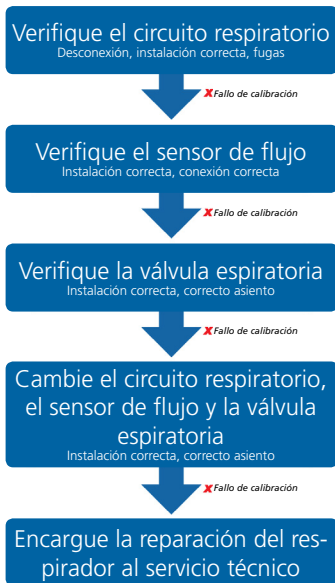 Verifique el circuito respiratorio
Desconexión, instalación correcta, fugas
✗ Fallo de calibración
Verifique el sensor de flujo
Instalación correcta, conexión correcta
✗ Fallo de calibración
Verifique la válvula espiratoria
Instalación correcta, correcto asiento
✗ Fallo de calibración
Cambie el circuito respiratorio,
el sensor de flujo y la válvula
espiratoria
Instalación correcta, correcto asiento
✗ Fallo de calibración
Encargue la reparación del res-
pirador al servicio técnico